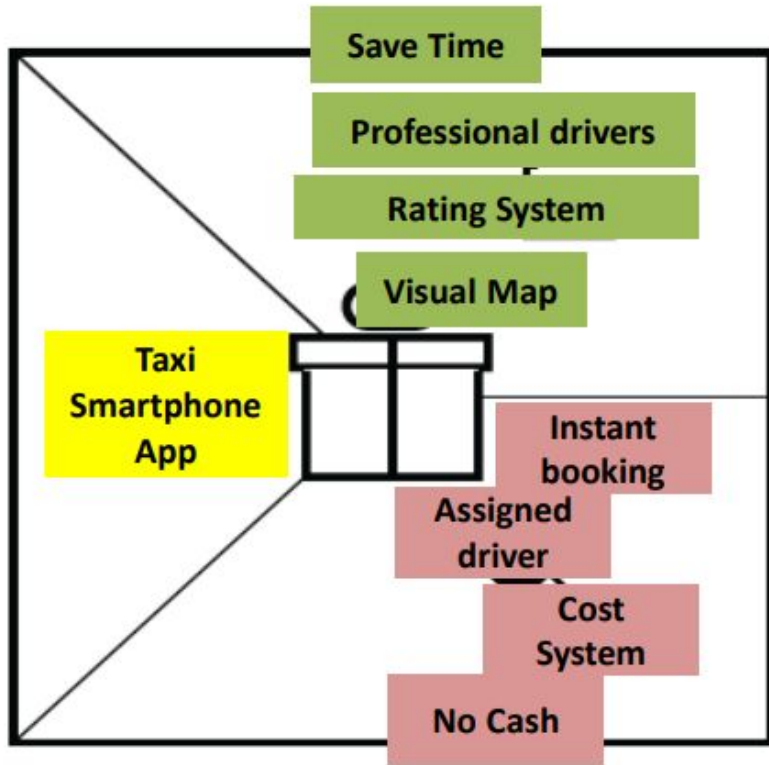 Save Time
Professional drivers
Rating System
Visual Map
Taxi
Smartphone
App
Instant
booking
Assigned
driver
Cost
System
No Cash